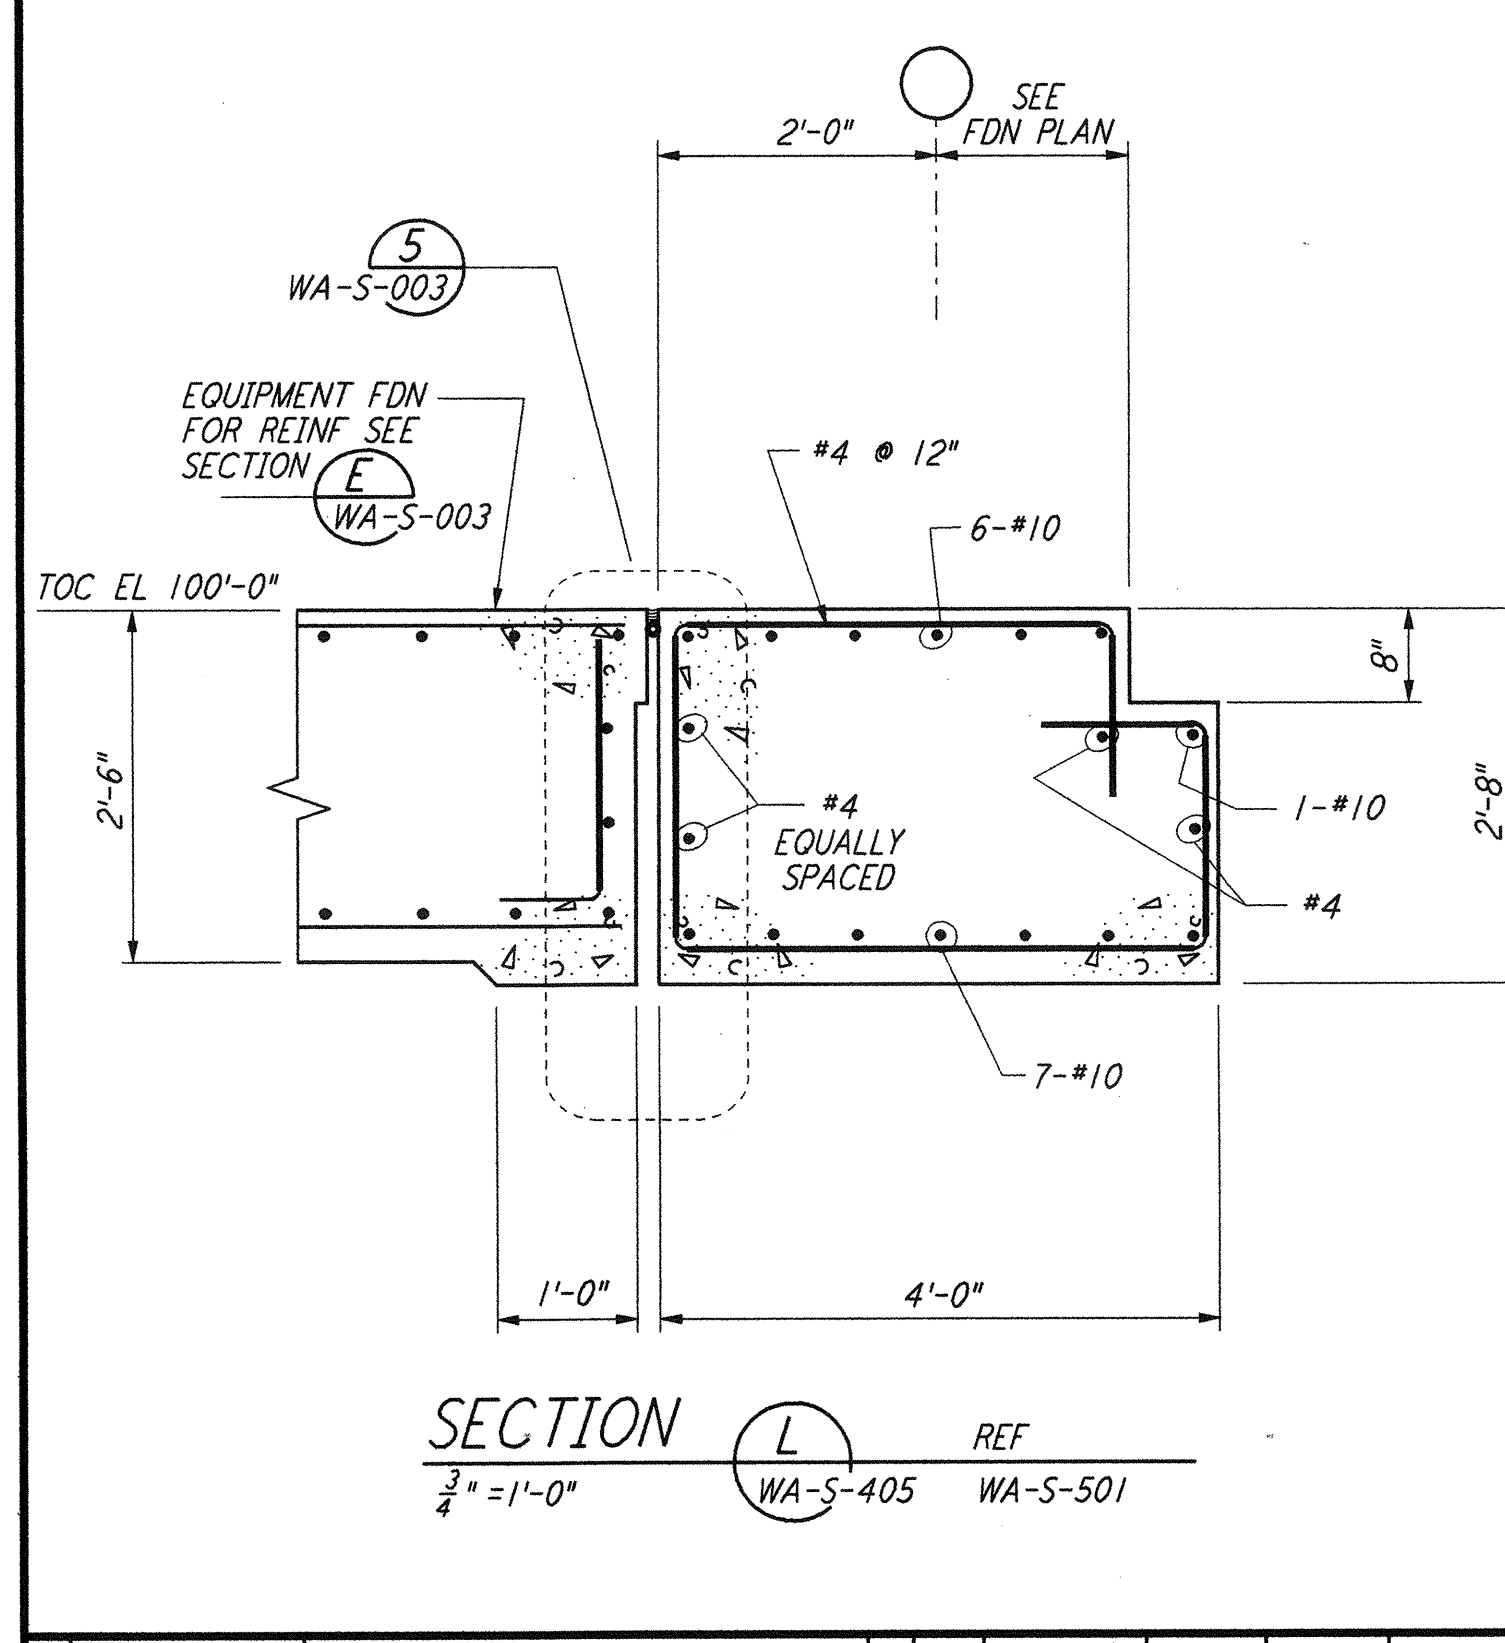 SEE
2'-0" FDN PLAN
5
WA-S-003
EQUIPMENT FDN
FOR REINF SEE
SECTION E
WA-S-003
#4 @ 12"
6-#10
TOC EL 100'-0"
8"
2'-6"
#4
EQUALLY
SPACED
1-#10
2'-8"
#4
7-#10
1'-0"
4'-0"
SECTION L REF
3/4" =1'-0" WA-S-405 WA-S-501